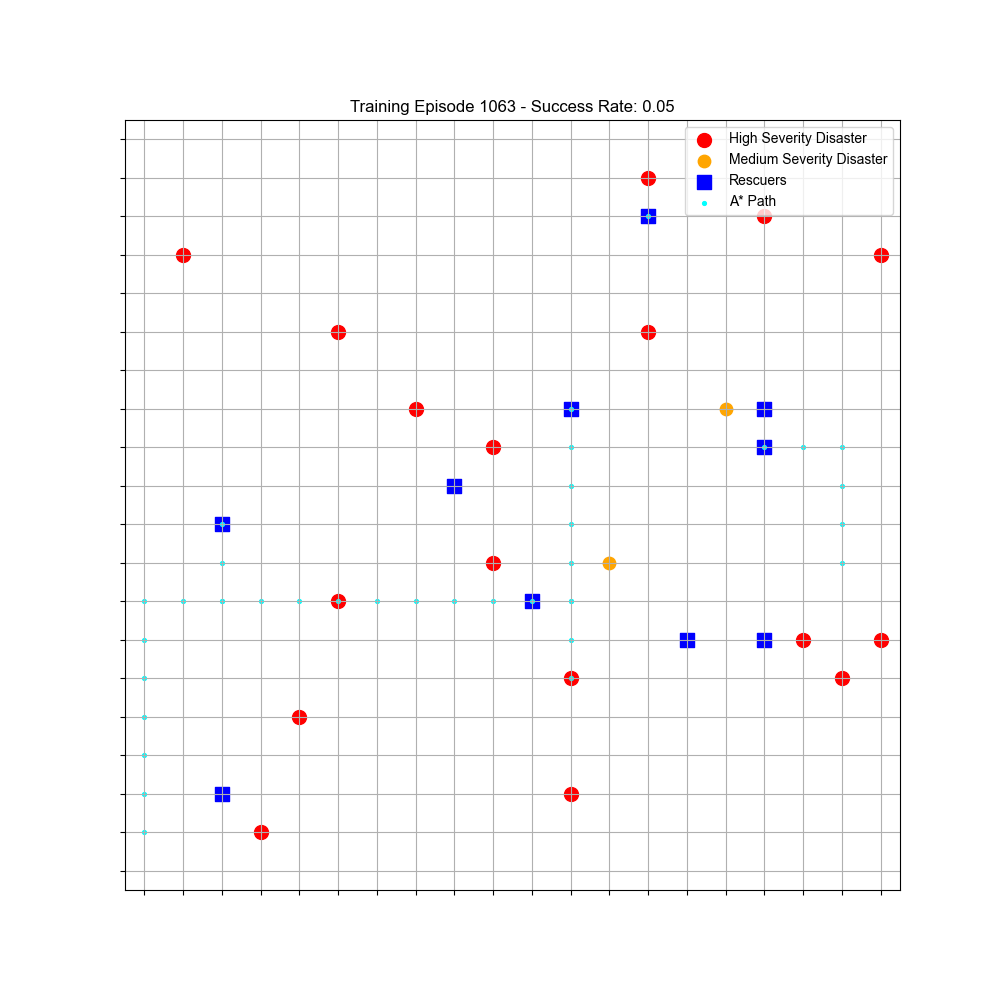 Training Episode 1063 - Success Rate: 0.05
High Severity Disaster
Medium Severity Disaster
Rescuers
A* Path